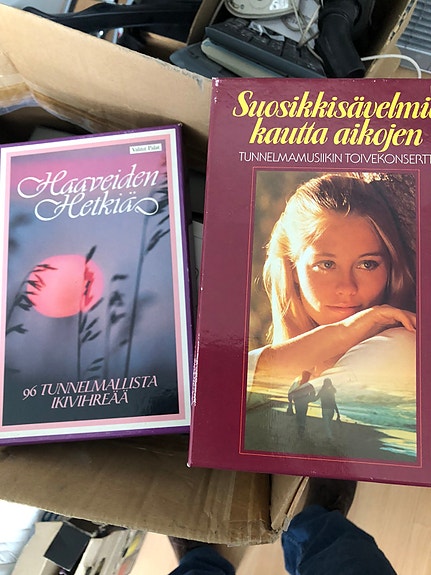 Valitut Palat
Haaveiden
Hetkiä
96 TUNNELMALLISTA
IKIVIHREÄÄ
Suosikkisävelmiä
kautta aikojen
TUNNELMAMUSIIKIN TOIVEKONSERTTI